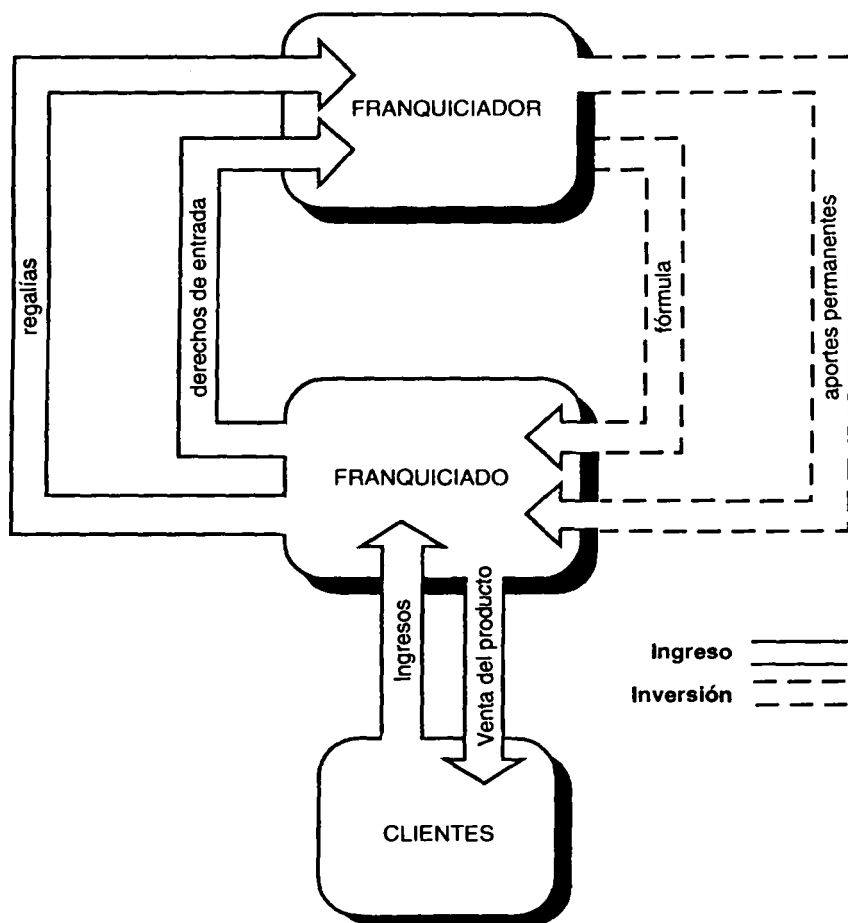 FRANQUICIADOR
regalías
derechos de entrada
fórmula
aportes permanentes
FRANQUICIADO
Ingresos
Venta del producto
Ingreso
Inversión
CLIENTES